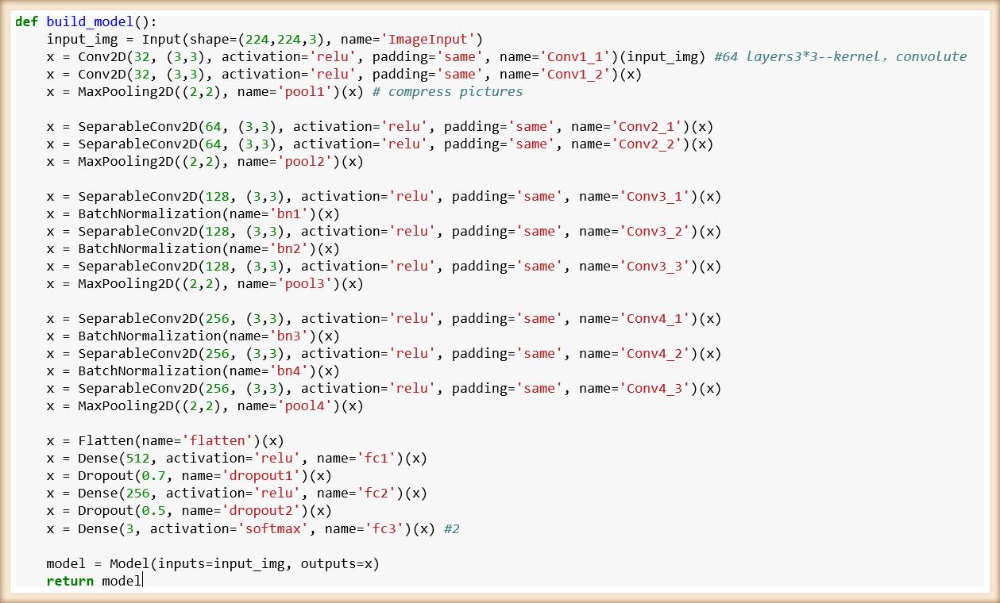 def build_model():
    input_img = Input(shape=(224,224,3), name='ImageInput')
    x = Conv2D(32, (3,3), activation='relu', padding='same', name='Conv1_1')(input_img) #64 layers3*3--kernel，convolute
    x = Conv2D(32, (3,3), activation='relu', padding='same', name='Conv1_2')(x)
    x = MaxPooling2D((2,2), name='pool1')(x) # compress pictures

    x = SeparableConv2D(64, (3,3), activation='relu', padding='same', name='Conv2_1')(x)
    x = SeparableConv2D(64, (3,3), activation='relu', padding='same', name='Conv2_2')(x)
    x = MaxPooling2D((2,2), name='pool2')(x)

    x = SeparableConv2D(128, (3,3), activation='relu', padding='same', name='Conv3_1')(x)
    x = BatchNormalization(name='bn1')(x)
    x = SeparableConv2D(128, (3,3), activation='relu', padding='same', name='Conv3_2')(x)
    x = BatchNormalization(name='bn2')(x)
    x = SeparableConv2D(128, (3,3), activation='relu', padding='same', name='Conv3_3')(x)
    x = MaxPooling2D((2,2), name='pool3')(x)

    x = SeparableConv2D(256, (3,3), activation='relu', padding='same', name='Conv4_1')(x)
    x = BatchNormalization(name='bn3')(x)
    x = SeparableConv2D(256, (3,3), activation='relu', padding='same', name='Conv4_2')(x)
    x = BatchNormalization(name='bn4')(x)
    x = SeparableConv2D(256, (3,3), activation='relu', padding='same', name='Conv4_3')(x)
    x = MaxPooling2D((2,2), name='pool4')(x)

    x = Flatten(name='flatten')(x)
    x = Dense(512, activation='relu', name='fc1')(x)
    x = Dropout(0.7, name='dropout1')(x)
    x = Dense(256, activation='relu', name='fc2')(x)
    x = Dropout(0.5, name='dropout2')(x)
    x = Dense(3, activation='softmax', name='fc3')(x) #2

    model = Model(inputs=input_img, outputs=x)
    return model